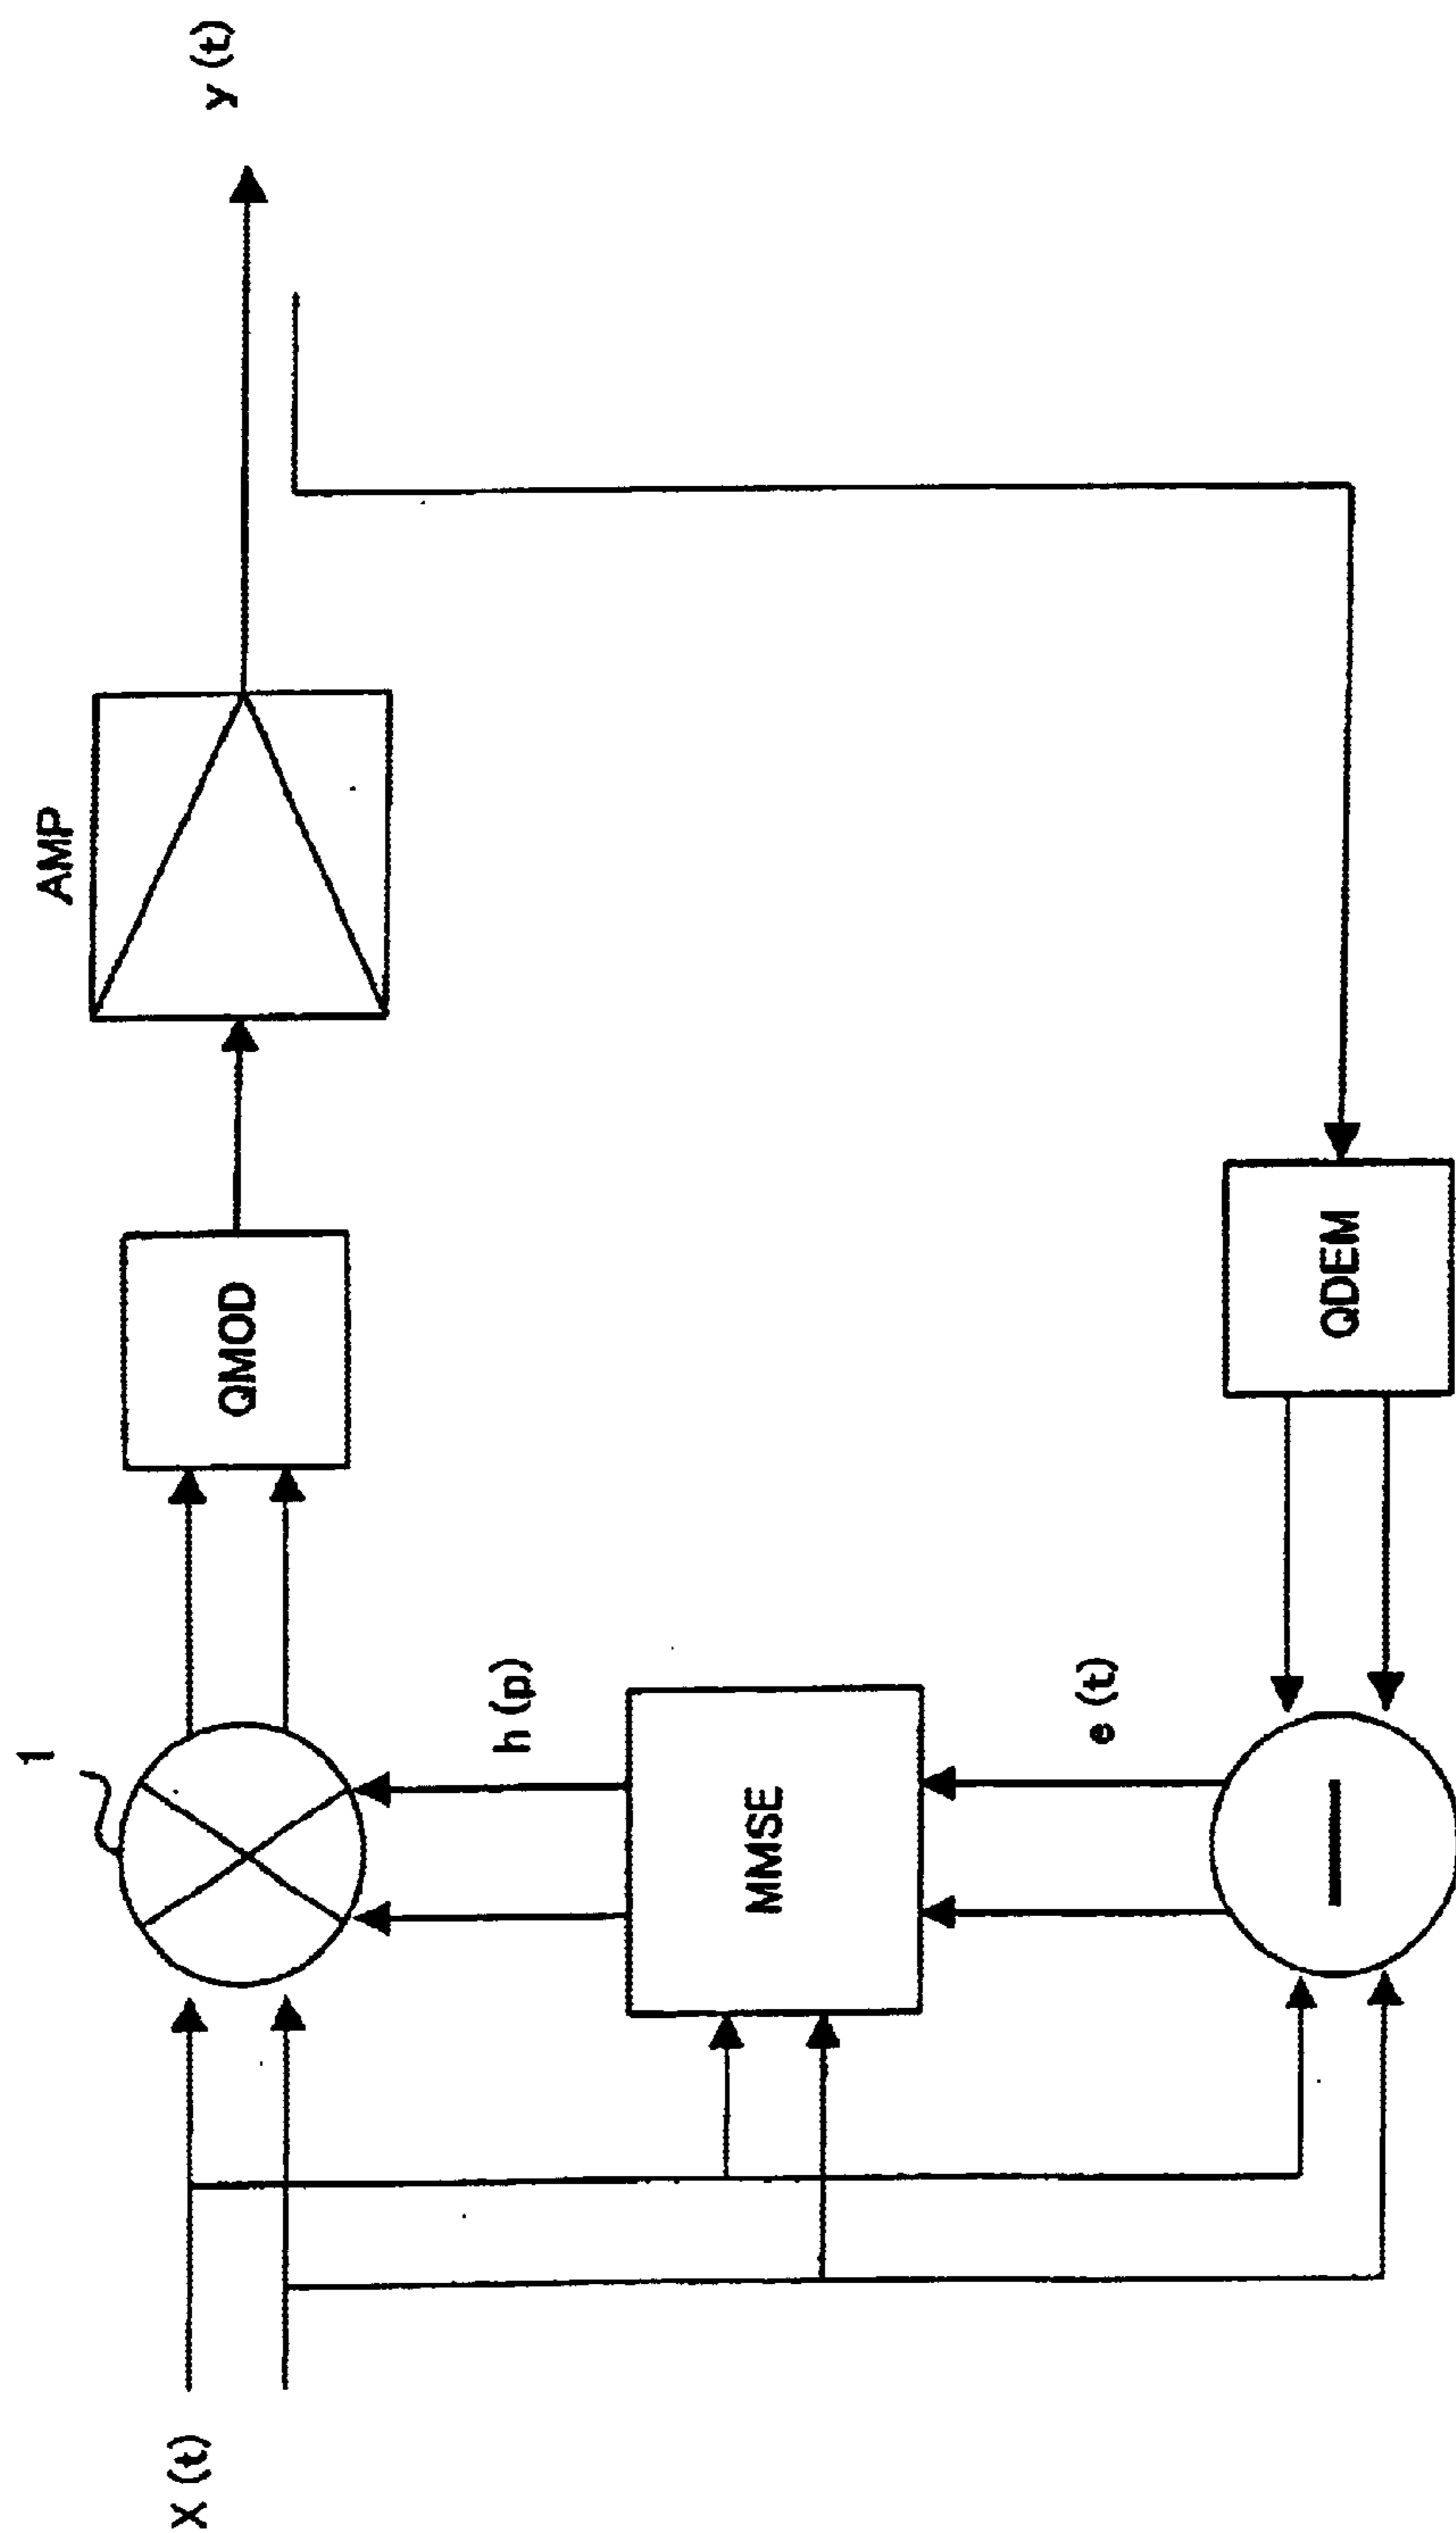 AMP
y (t)
1
QMOD
X (t)
h (p)
MMSE
e (t)
QDEM